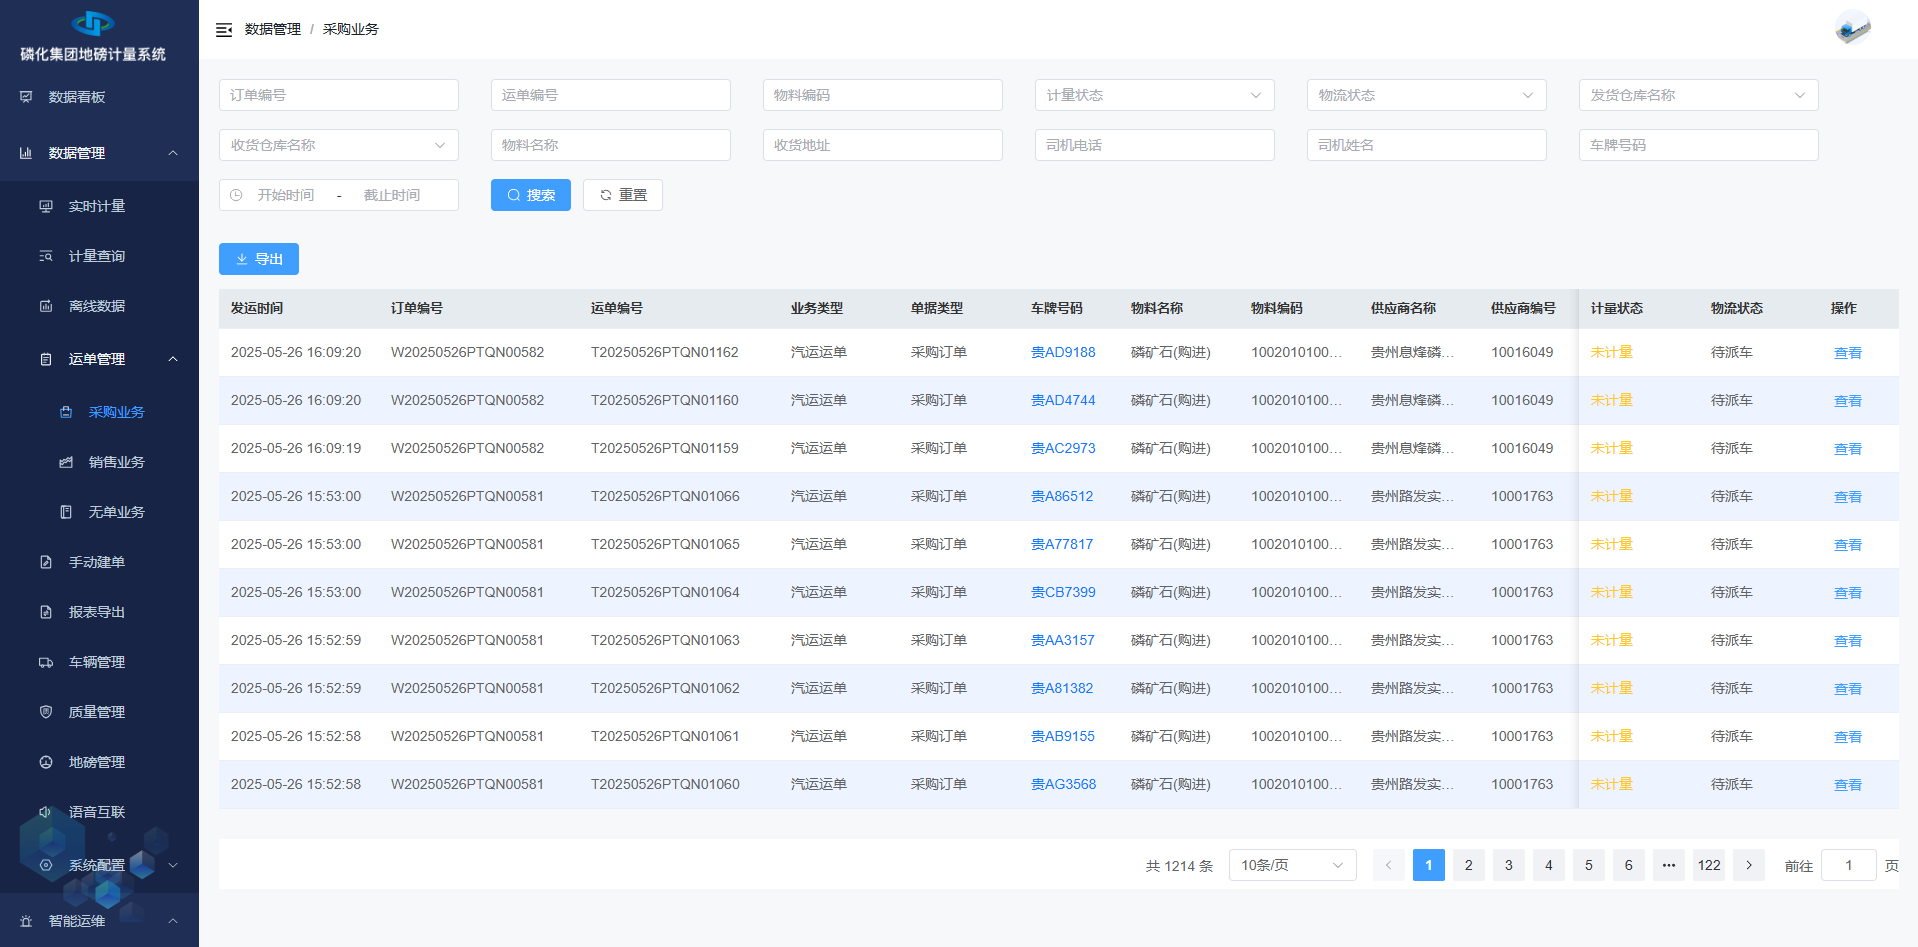 磷化集团地磅计量系统
数据看板
数据管理
实时计量
计量查询
离线数据
运单管理
采购业务
销售业务
无单业务
手动建单
报表导出
车辆管理
质量管理
地磅管理
语音互联
系统配置
智能运维
数据管理 / 采购业务
订单编号 运单编号 物料编码 计量状态 物流状态 发货仓库名称
收货仓库名称 物料名称 收货地址 司机电话 司机姓名 车牌号码
开始时间 - 截止时间 搜索 重置
导出
发运时间 订单编号 运单编号 业务类型 单据类型 车牌号码 物料名称 物料编码 供应商名称 供应商编号 计量状态 物流状态 操作
2025-05-26 16:09:20 W20250526PTQN00582 T20250526PTQN01162 汽运运单 采购订单 贵AD9188 磷矿石(购进) 1002010100... 贵州息烽磷... 10016049 未计量 待派车 查看
2025-05-26 16:09:20 W20250526PTQN00582 T20250526PTQN01160 汽运运单 采购订单 贵AD4744 磷矿石(购进) 1002010100... 贵州息烽磷... 10016049 未计量 待派车 查看
2025-05-26 16:09:19 W20250526PTQN00582 T20250526PTQN01159 汽运运单 采购订单 贵AC2973 磷矿石(购进) 1002010100... 贵州息烽磷... 10016049 未计量 待派车 查看
2025-05-26 15:53:00 W20250526PTQN00581 T20250526PTQN01066 汽运运单 采购订单 贵A86512 磷矿石(购进) 1002010100... 贵州路发实... 10001763 未计量 待派车 查看
2025-05-26 15:53:00 W20250526PTQN00581 T20250526PTQN01065 汽运运单 采购订单 贵A77817 磷矿石(购进) 1002010100... 贵州路发实... 10001763 未计量 待派车 查看
2025-05-26 15:53:00 W20250526PTQN00581 T20250526PTQN01064 汽运运单 采购订单 贵CB7399 磷矿石(购进) 1002010100... 贵州路发实... 10001763 未计量 待派车 查看
2025-05-26 15:52:59 W20250526PTQN00581 T20250526PTQN01063 汽运运单 采购订单 贵AA3157 磷矿石(购进) 1002010100... 贵州路发实... 10001763 未计量 待派车 查看
2025-05-26 15:52:59 W20250526PTQN00581 T20250526PTQN01062 汽运运单 采购订单 贵A81382 磷矿石(购进) 1002010100... 贵州路发实... 10001763 未计量 待派车 查看
2025-05-26 15:52:58 W20250526PTQN00581 T20250526PTQN01061 汽运运单 采购订单 贵AB9155 磷矿石(购进) 1002010100... 贵州路发实... 10001763 未计量 待派车 查看
2025-05-26 15:52:58 W20250526PTQN00581 T20250526PTQN01060 汽运运单 采购订单 贵AG3568 磷矿石(购进) 1002010100... 贵州路发实... 10001763 未计量 待派车 查看
共 1214 条 10条/页 1 2 3 4 5 6 ... 122 前往 1 页